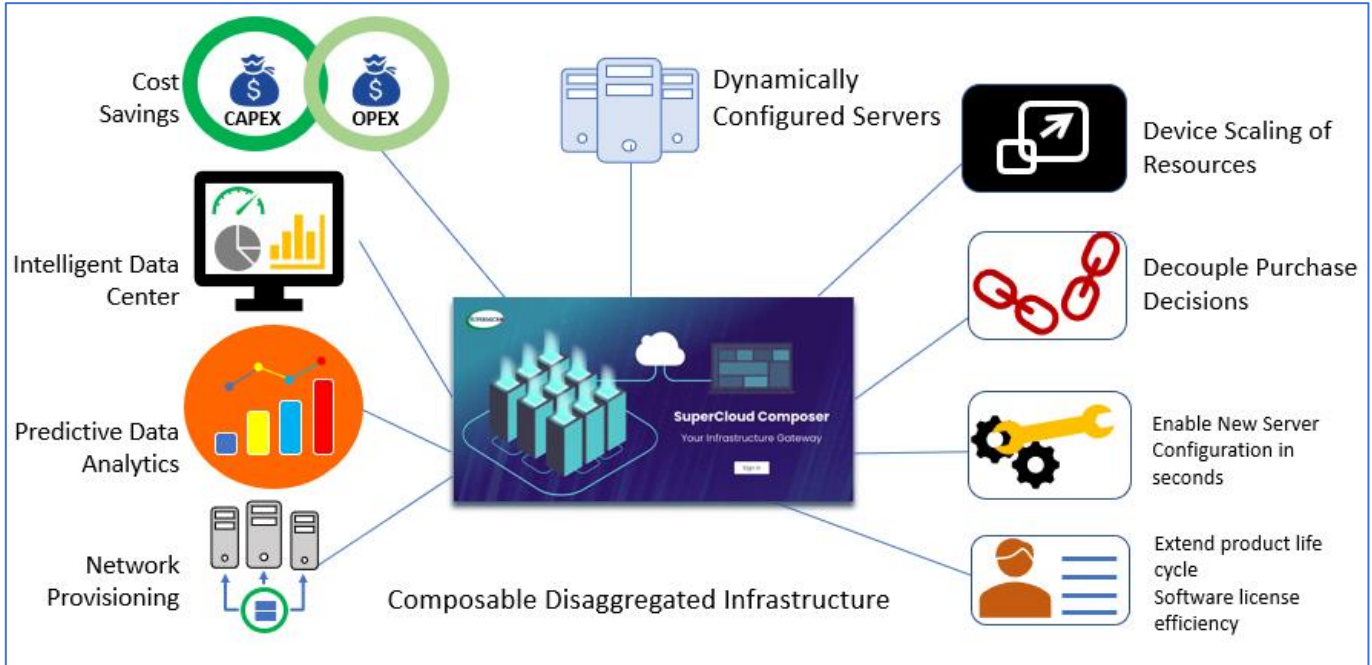 Cost
Savings
$
CAPEX
$
OPEX
Dynamically
Configured Servers
Device Scaling of
Resources
Intelligent Data
Center
Decouple Purchase
Decisions
SUPERMICRO
SuperCloud Composer
Your Infrastructure Gateway
Sign In
Predictive Data
Analytics
Enable New Server
Configuration in
seconds
Network
Provisioning
Composable Disaggregated Infrastructure
Extend product life
cycle
Software license
efficiency